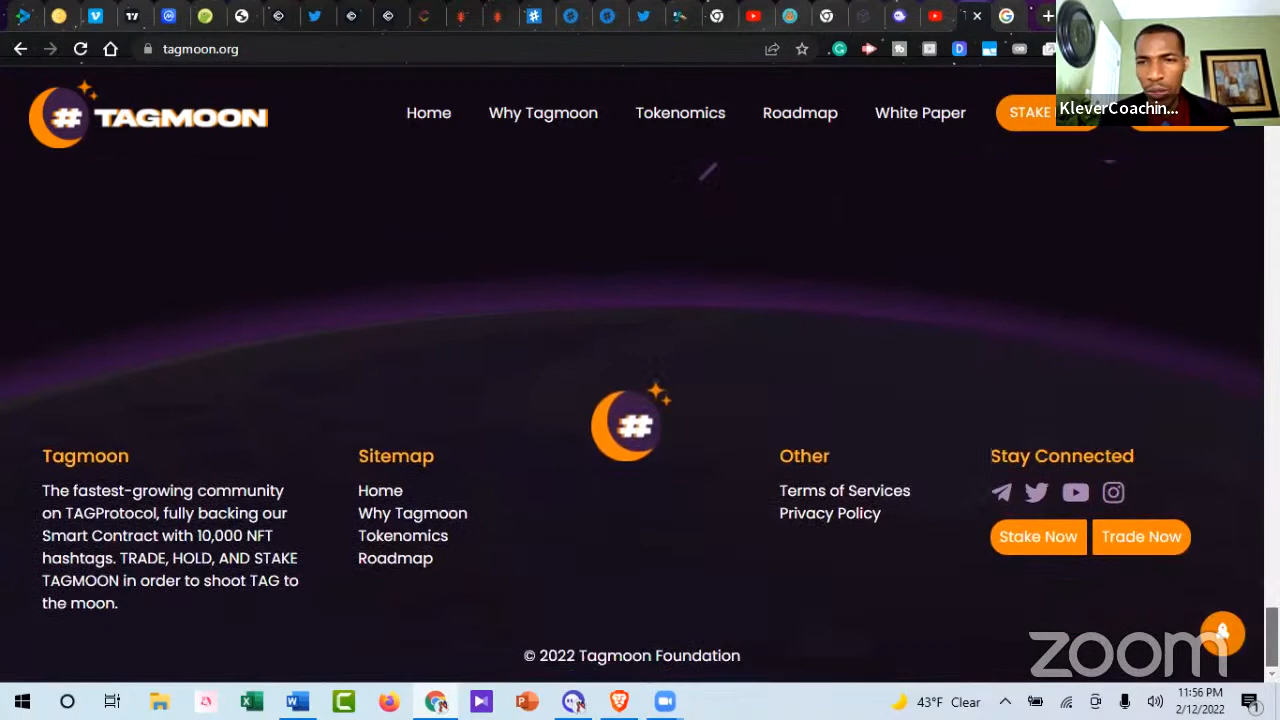 tagmoon.org
KleverCoachin...
# TAGMOON
Home
Why Tagmoon
Tokenomics
Roadmap
White Paper
STAKE
#
Tagmoon
The fastest-growing community
on TAGProtocol, fully backing our
Smart Contract with 10,000 NFT
hashtags. TRADE, HOLD, AND STAKE
TAGMOON in order to shoot TAG to
the moon.
Sitemap
Home
Why Tagmoon
Tokenomics
Roadmap
Other
Terms of Services
Privacy Policy
Stay Connected
Stake Now
Trade Now
© 2022 Tagmoon Foundation
zoom
43°F Clear
11:56 PM
2/12/2022